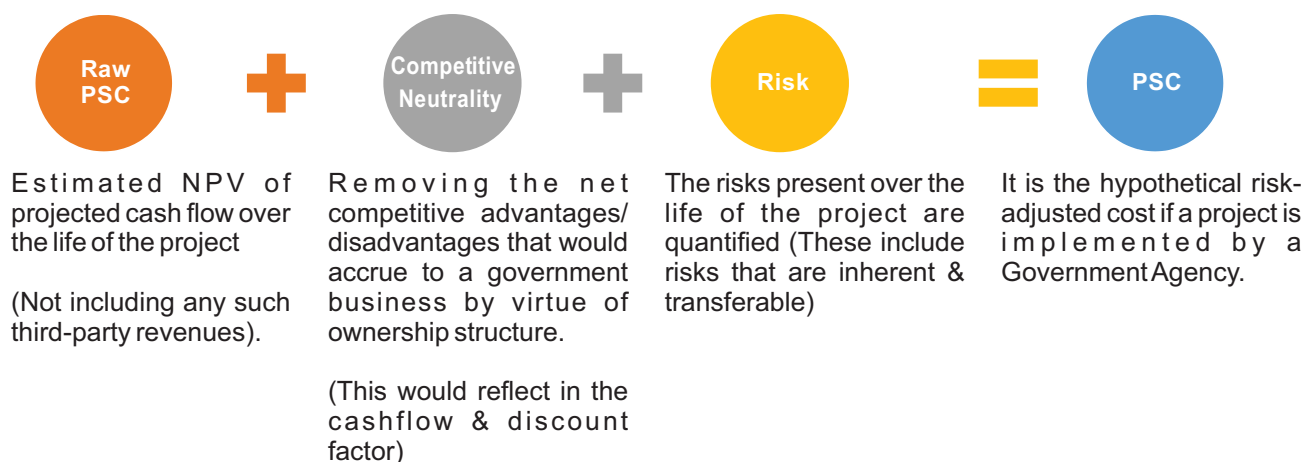 Raw
PSC
Competitive
Neutrality
Risk
PSC
Estimated NPV of
projected cash flow over
the life of the project
(Not including any such
third-party revenues).
Removing the net
competitive advantages/
disadvantages that would
accrue to a government
business by virtue of
ownership structure.
(This would reflect in the
cashflow & discount
factor)
The risks present over the
life of the project are
quantified (These include
risks that are inherent &
transferable)
It is the hypothetical risk-
adjusted cost if a project is
implemented by a
Government Agency.